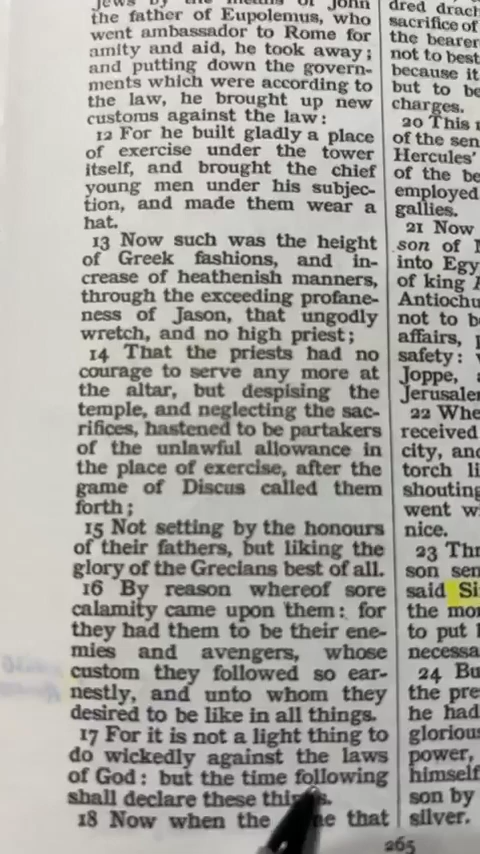 Jews by the means of John
the father of Eupolemus, who
went ambassador to Rome for
amity and aid, he took away;
and putting down the govern-
ments which were according to
the law, he brought up new
customs against the law:
12 For he built gladly a place
of exercise under the tower
itself, and brought the chief
young men under his subjec-
tion, and made them wear a
hat.
13 Now such was the height
of Greek fashions, and in-
crease of heathenish manners,
through the exceeding profane-
ness of Jason, that ungodly
wretch, and no high priest;
14 That the priests had no
courage to serve any more at
the altar, but despising the
temple, and neglecting the sac-
rifices, hastened to be partakers
of the unlawful allowance in
the place of exercise, after the
game of Discus called them
forth;
15 Not setting by the honours
of their fathers, but liking the
glory of the Grecians best of all.
16 By reason whereof sore
calamity came upon them: for
they had them to be their ene-
mies and avengers, whose
custom they followed so ear-
nestly, and unto whom they
desired to be like in all things.
17 For it is not a light thing to
do wickedly against the laws
of God: but the time following
shall declare these things.
18 Now when the that
dred drach
sacrifice of
the bearer
not to best
because it
but to be
charges.
20 This
of the sen
Hercules'
of the be
employed
gallies.
21 Now
son of
into Egy
of king
Antiochu
not to b
affairs,
safety:
Joppe,
Jerusale
22 Whe
received
city, an
torch li
shouting
went w
nice.
23 Thr
son sen
said Si
the mo
to put
necessa
24 Bu
the pre
he had
glorious
power,
himself
son by
silver.
265